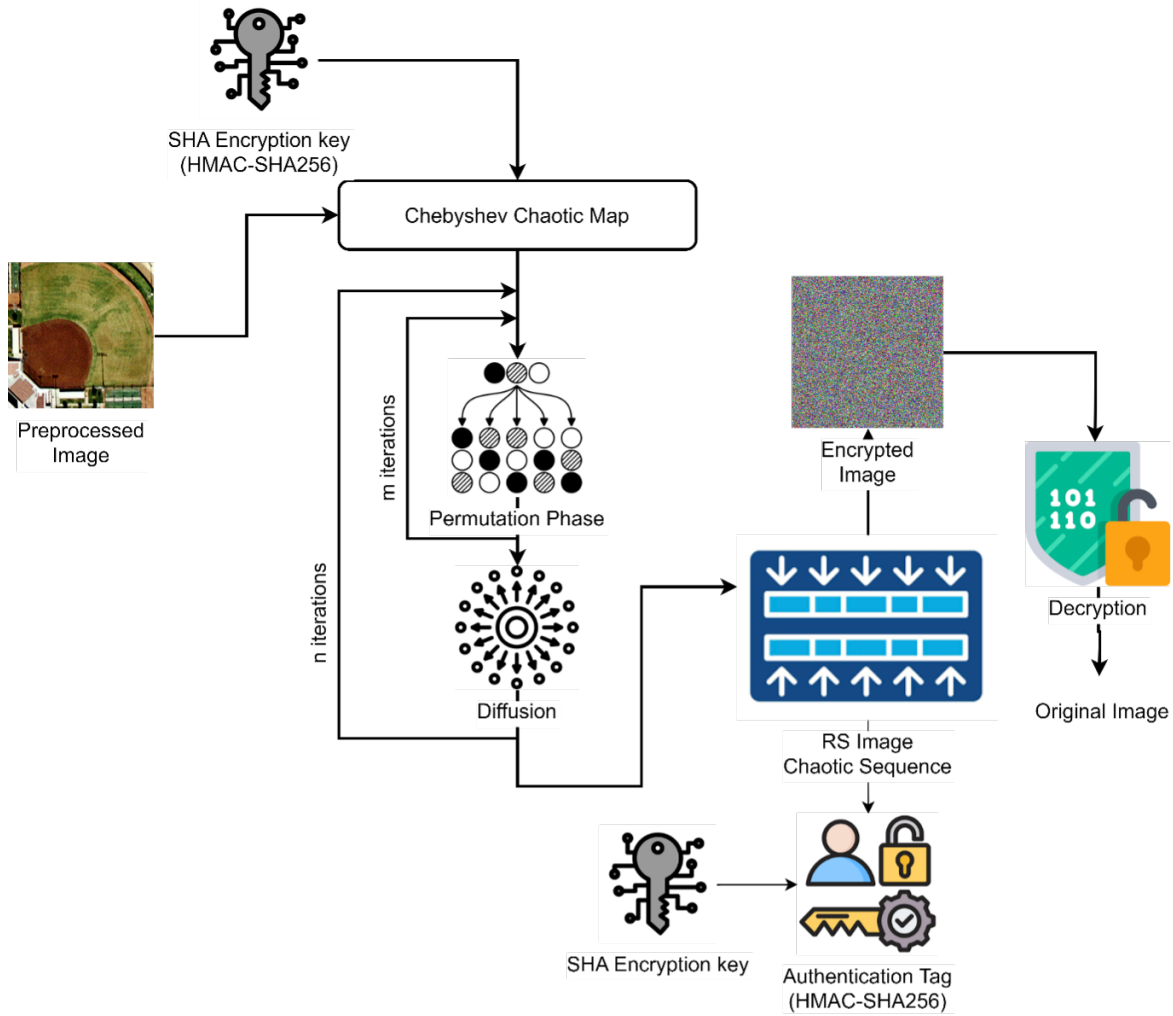 SHA Encryption key
(HMAC-SHA256)
Chebyshev Chaotic Map
Preprocessed
Image
m iterations
Permutation Phase
n iterations
Diffusion
Encrypted
Image
101
110
Decryption
Original Image
RS Image
Chaotic Sequence
SHA Encryption key
Authentication Tag
(HMAC-SHA256)